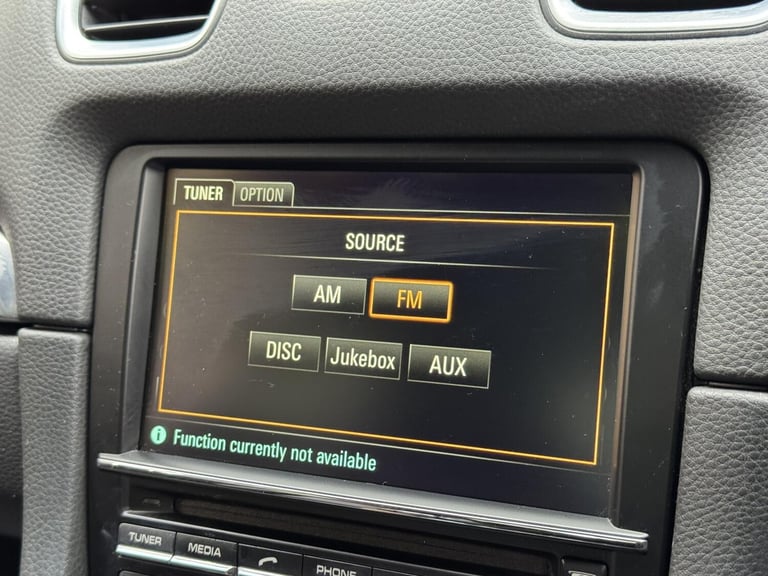 TUNER OPTION
SOURCE
AM FM
DISC Jukebox AUX
i Function currently not available
TUNER MEDIA PHONE